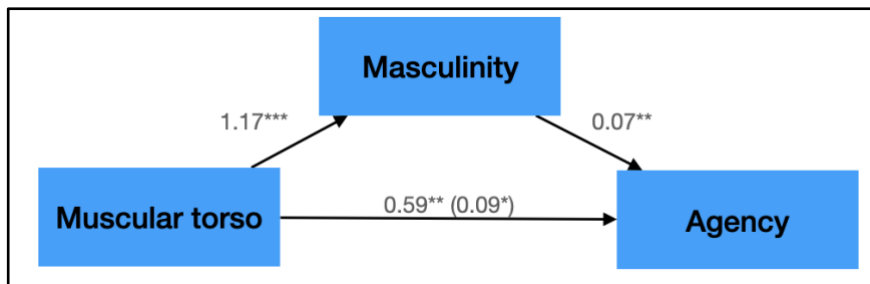 Masculinity
1.17***
0.07**
Muscular torso
0.59** (0.09*)
Agency